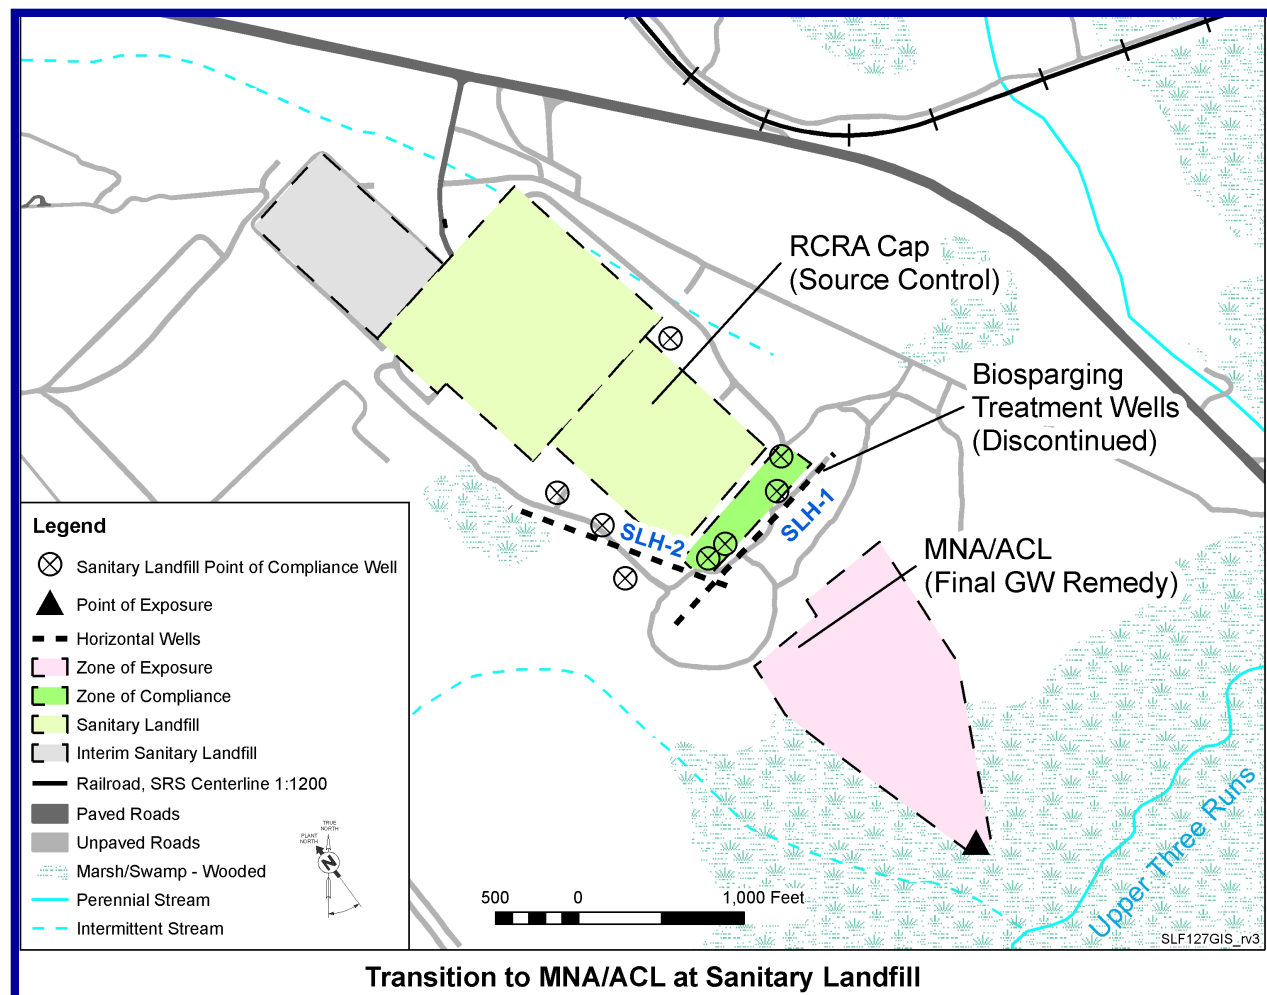 RCRA Cap
(Source Control)
Biosparging
Treatment Wells
(Discontinued)
SLH-1
SLH-2
MNA/ACL
(Final GW Remedy)
Legend
Sanitary Landfill Point of Compliance Well
Point of Exposure
Horizontal Wells
Zone of Exposure
Zone of Compliance
Sanitary Landfill
Interim Sanitary Landfill
Railroad, SRS Centerline 1:1200
Paved Roads
Unpaved Roads
Marsh/Swamp - Wooded
Perennial Stream
Intermittent Stream
TRUE
NORTH
PLANT
NORTH
N
500 0 1,000 Feet
Upper Three Runs
SLF127GIS_rv3
Transition to MNA/ACL at Sanitary Landfill